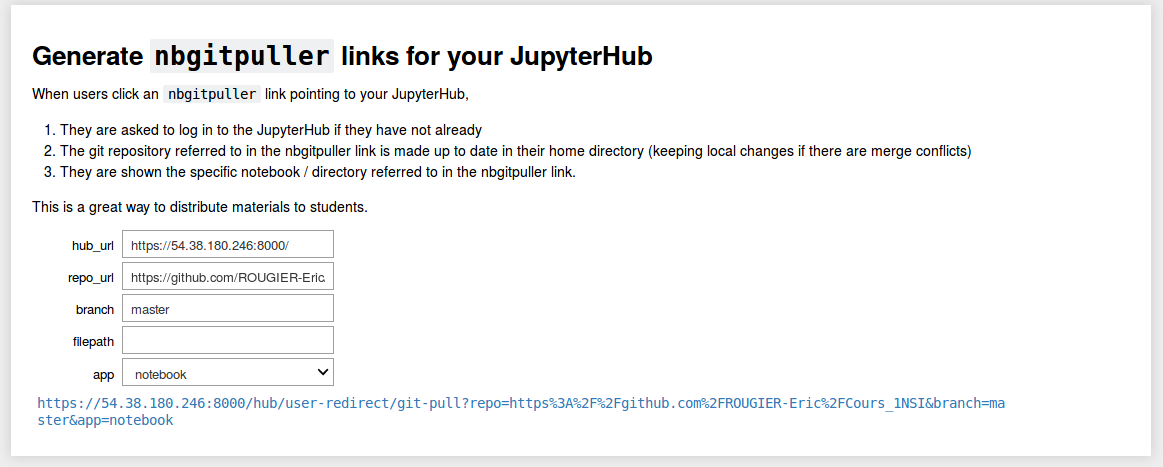 Generate nbgitpuller links for your JupyterHub
When users click an nbgitpuller link pointing to your JupyterHub,
1. They are asked to log in to the JupyterHub if they have not already
2. The git repository referred to in the nbgitpuller link is made up to date in their home directory (keeping local changes if there are merge conflicts)
3. They are shown the specific notebook / directory referred to in the nbgitpuller link.
This is a great way to distribute materials to students.
hub_url https://54.38.180.246:8000/
repo_url https://github.com/ROUGIER-Eric
branch master
filepath
app notebook
https://54.38.180.246:8000/hub/user-redirect/git-pull?repo=https%3A%2F%2Fgithub.com%2FROUGIER-Eric%2FCours_1NSI&branch=ma
ster&app=notebook